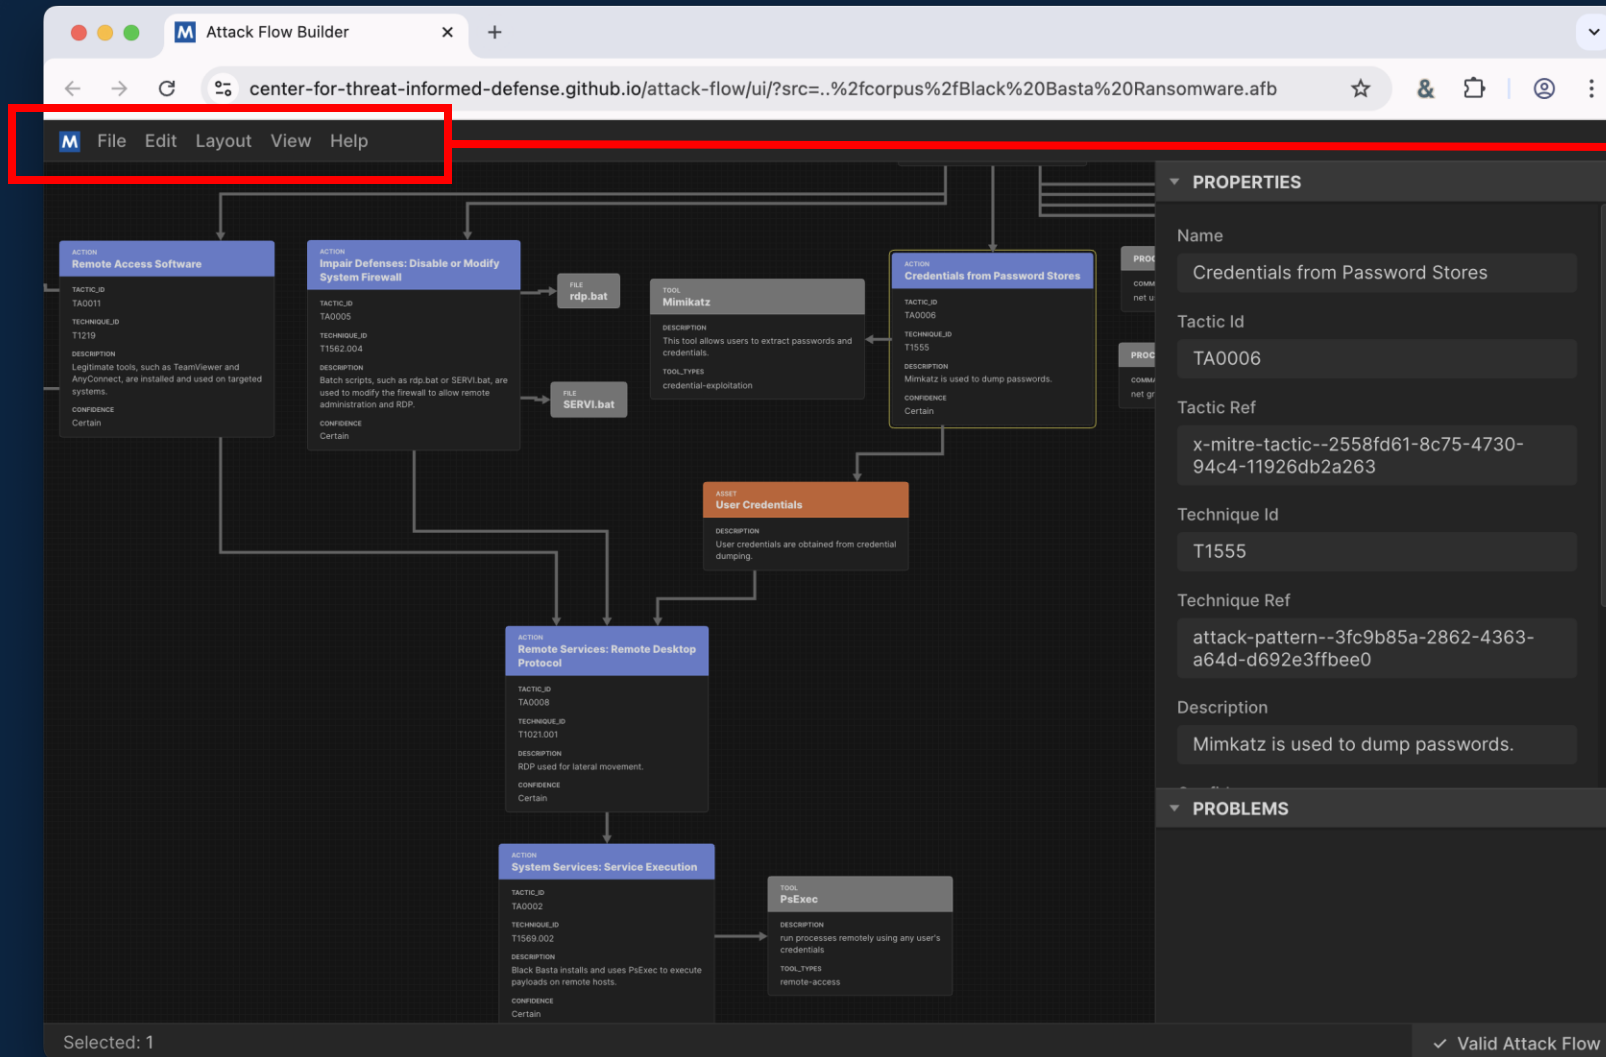 M Attack Flow Builder
center-for-threat-informed-defense.github.io/attack-flow/ui/?src=..%2fcorpus%2fBlack%20Basta%20Ransomware.afb
&
M File Edit Layout View Help
ACTION
Remote Access Software
TACTIC_ID
TA0011
TECHNIQUE_ID
T1219
DESCRIPTION
Legitimate tools, such as TeamViewer and
AnyConnect, are installed and used on targeted
systems.
CONFIDENCE
Certain
ACTION
Impair Defenses: Disable or Modify
System Firewall
TACTIC_ID
TA0005
TECHNIQUE_ID
T1562.004
DESCRIPTION
Batch scripts, such as rdp.bat or SERVI.bat, are
used to modify the firewall to allow remote
administration and RDP.
CONFIDENCE
Certain
FILE
rdp.bat
FILE
SERVI.bat
TOOL
Mimikatz
DESCRIPTION
This tool allows users to extract passwords and
credentials.
TOOL_TYPES
credential-exploitation
ACTION
Credentials from Password Stores
TACTIC_ID
TA0006
TECHNIQUE_ID
T1555
DESCRIPTION
Mimkatz is used to dump passwords.
CONFIDENCE
Certain
PROC
COMM
net u
PROC
COMM
net gr
ASSET
User Credentials
DESCRIPTION
User credentials are obtained from credential
dumping.
ACTION
Remote Services: Remote Desktop
Protocol
TACTIC_ID
TA0008
TECHNIQUE_ID
T1021.001
DESCRIPTION
RDP used for lateral movement.
CONFIDENCE
Certain
ACTION
System Services: Service Execution
TACTIC_ID
TA0002
TECHNIQUE_ID
T1569.002
DESCRIPTION
Black Basta installs and uses PsExec to execute
payloads on remote hosts.
CONFIDENCE
Certain
TOOL
PsExec
DESCRIPTION
run processes remotely using any user's
credentials
TOOL_TYPES
remote-access
PROPERTIES
Name
Credentials from Password Stores
Tactic Id
TA0006
Tactic Ref
x-mitre-tactic--2558fd61-8c75-4730-
94c4-11926db2a263
Technique Id
T1555
Technique Ref
attack-pattern--3fc9b85a-2862-4363-
a64d-d692e3ffbee0
Description
Mimkatz is used to dump passwords.
PROBLEMS
Selected: 1
Valid Attack Flow